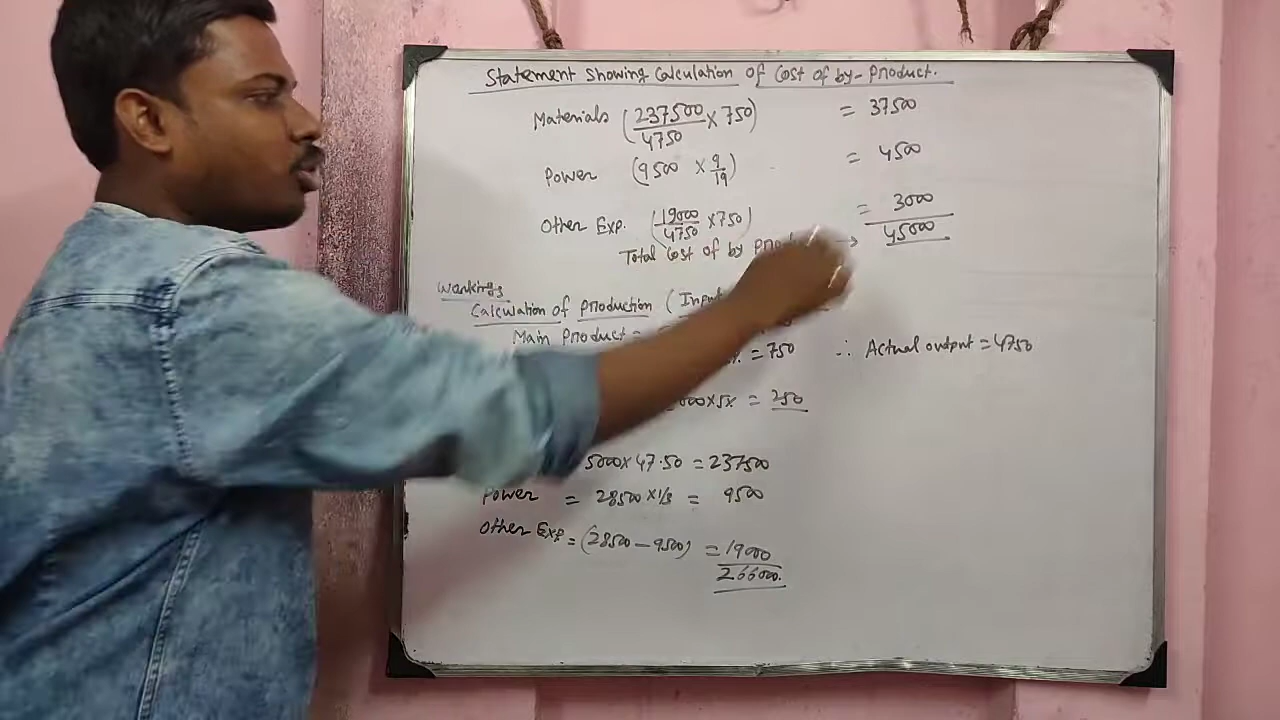 Statement Showing Calculation of Cost of by-Product.
Materials (237500/4750 × 750) = 37500
Power (9500 × 9/19) = 4500
Other Exp. (19000/4750 × 750) = 3000
Total Cost of by → 45000
Workings
Calculation of Production (Input
Main Product =
= 750 ∴ Actual output = 4750
×5% = 250
5000 × 47.50 = 237500
Power = 28500 × 1/3 = 9500
Other Exp. = (28500 - 9500) = 19000
266000.